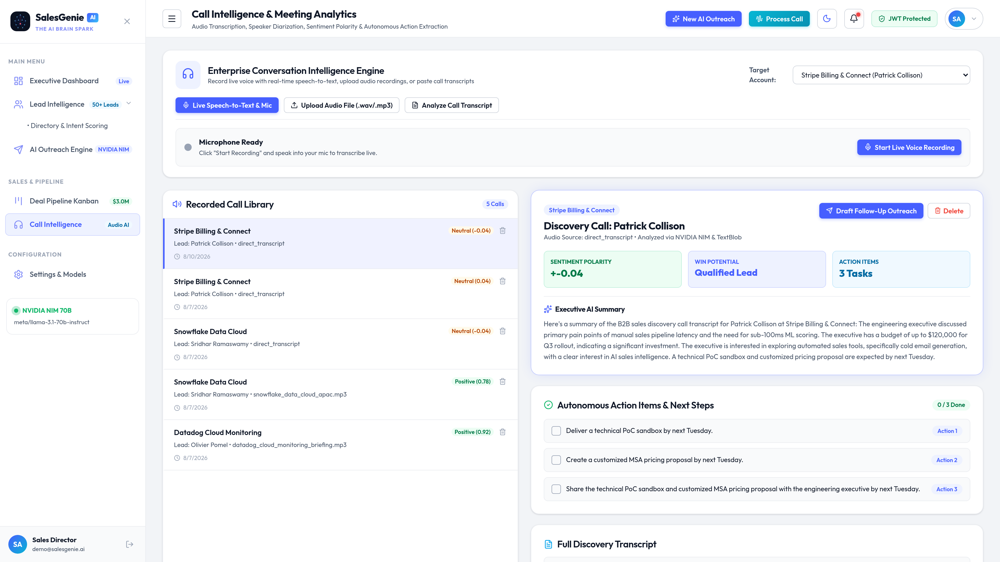 SalesGenie AI
THE AI BRAIN SPARK
MAIN MENU
Executive Dashboard Live
Lead Intelligence 50+ Leads
• Directory & Intent Scoring
AI Outreach Engine NVIDIA NIM
SALES & PIPELINE
Deal Pipeline Kanban $3.0M
Call Intelligence Audio AI
CONFIGURATION
Settings & Models
NVIDIA NIM 70B
meta/llama-3.1-70b-instruct
SA
Sales Director
demo@salesgenie.ai
Call Intelligence & Meeting Analytics
Audio Transcription, Speaker Diarization, Sentiment Polarity & Autonomous Action Extraction
New AI Outreach
Process Call
JWT Protected
SA
Enterprise Conversation Intelligence Engine
Record live voice with real-time speech-to-text, upload audio recordings, or paste call transcripts
Target
Account:
Stripe Billing & Connect (Patrick Collison)
Live Speech-to-Text & Mic
Upload Audio File (.wav/.mp3)
Analyze Call Transcript
Microphone Ready
Click "Start Recording" and speak into your mic to transcribe live.
Start Live Voice Recording
Recorded Call Library 5 Calls
Stripe Billing & Connect Neutral (-0.04)
Lead: Patrick Collison • direct_transcript
8/10/2026
Stripe Billing & Connect Neutral (0.04)
Lead: Patrick Collison • direct_transcript
8/7/2026
Snowflake Data Cloud Neutral (-0.04)
Lead: Sridhar Ramaswamy • direct_transcript
8/7/2026
Snowflake Data Cloud Positive (0.78)
Lead: Sridhar Ramaswamy • snowflake_data_cloud_apac.mp3
8/7/2026
Datadog Cloud Monitoring Positive (0.92)
Lead: Olivier Pomel • datadog_cloud_monitoring_briefing.mp3
8/7/2026
Stripe Billing & Connect
Draft Follow-Up Outreach
Delete
Discovery Call: Patrick Collison
Audio Source: direct_transcript • Analyzed via NVIDIA NIM & TextBlob
SENTIMENT POLARITY
+-0.04
WIN POTENTIAL
Qualified Lead
ACTION ITEMS
3 Tasks
Executive AI Summary
Here's a summary of the B2B sales discovery call transcript for Patrick Collison at Stripe Billing & Connect: The engineering executive discussed
primary pain points of manual sales pipeline latency and the need for sub-100ms ML scoring. The executive has a budget of up to $120,000 for
Q3 rollout, indicating a significant investment. The executive is interested in exploring automated sales tools, specifically cold email generation,
with a clear interest in AI sales intelligence. A technical PoC sandbox and customized pricing proposal are expected by next Tuesday.
Autonomous Action Items & Next Steps 0 / 3 Done
Deliver a technical PoC sandbox by next Tuesday. Action 1
Create a customized MSA pricing proposal by next Tuesday. Action 2
Share the technical PoC sandbox and customized MSA pricing proposal with the engineering executive by next Tuesday. Action 3
Full Discovery Transcript